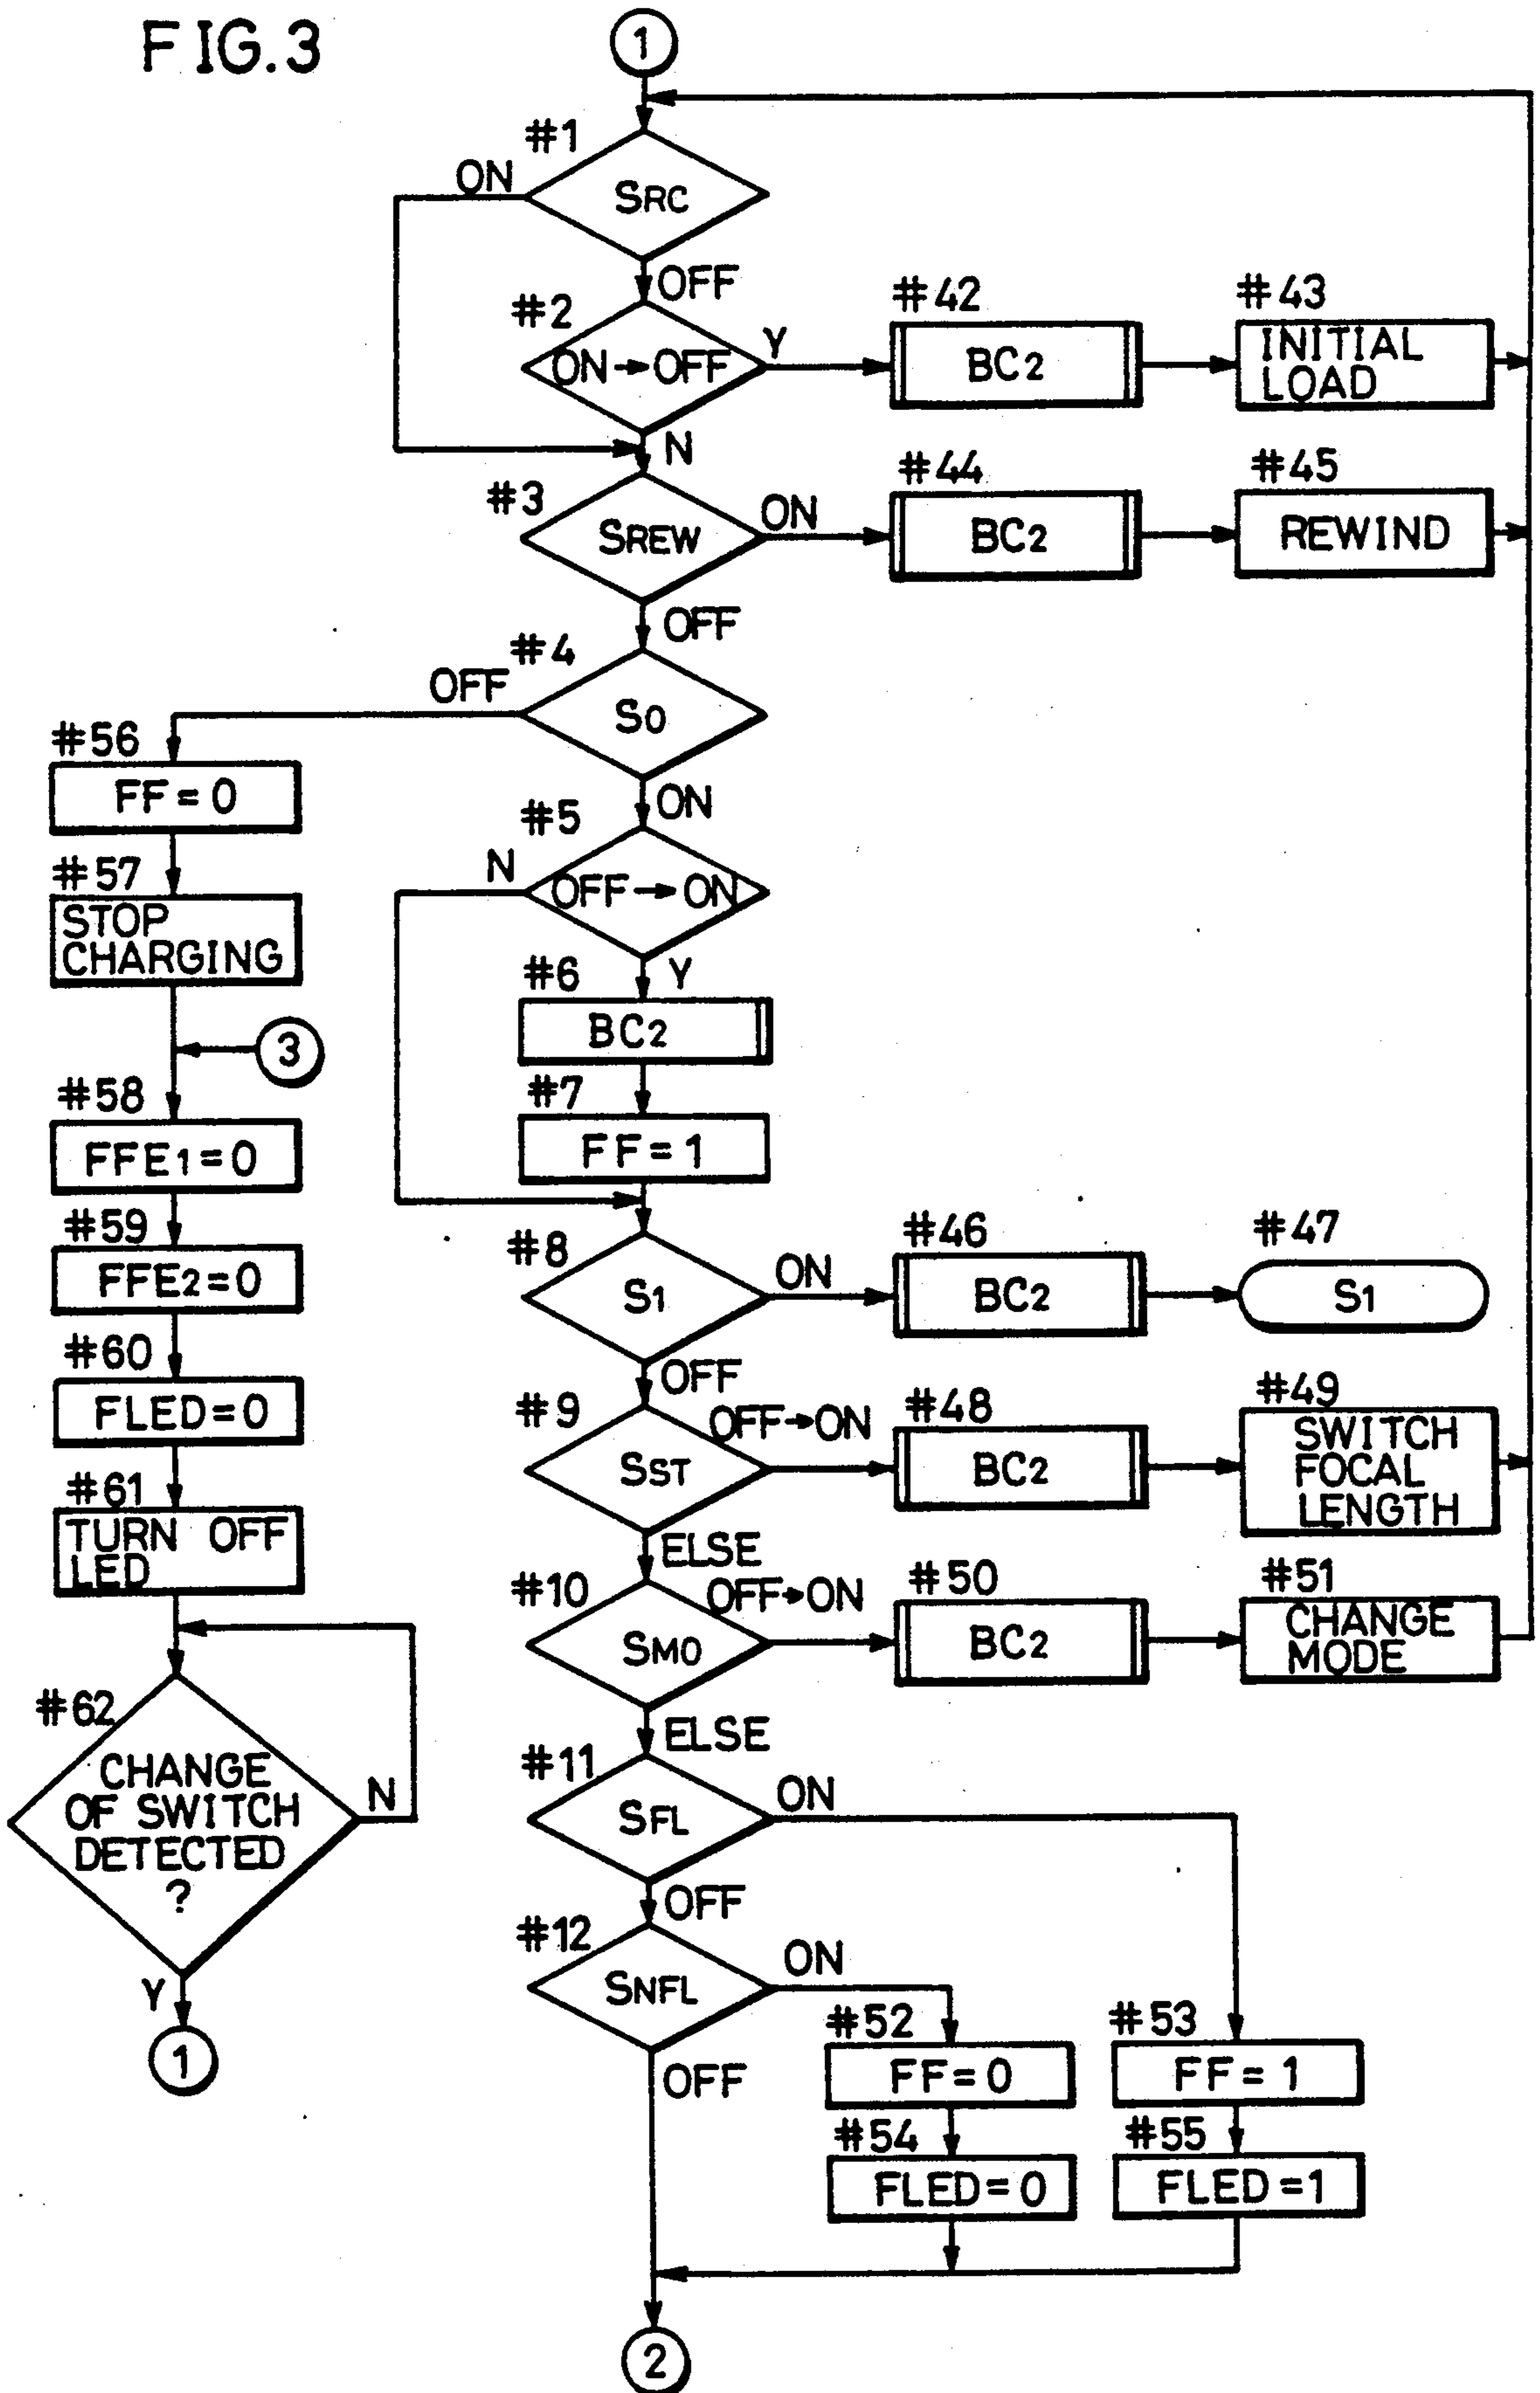 FIG.3
1
#1
ON
SRC
OFF
#2
ON→OFF
Y
#42
BC2
#43
INITIAL
LOAD
N
#3
SREW
ON
#44
BC2
#45
REWIND
OFF
#4
OFF
S0
#56
FF=0
ON
#5
N
OFF→ON
#57
STOP
CHARGING
Y
#6
BC2
3
#7
FF=1
#58
FFE1=0
#59
FFE2=0
#8
S1
ON
#46
BC2
#47
S1
#60
FLED=0
OFF
#9
SST
OFF→ON
#48
BC2
#49
SWITCH
FOCAL
LENGTH
#61
TURN OFF
LED
ELSE
#10
SM0
OFF→ON
#50
BC2
#51
CHANGE
MODE
#62
CHANGE
OF SWITCH
DETECTED
?
N
Y
1
ELSE
#11
SFL
ON
OFF
#12
SNFL
ON
OFF
#52
FF=0
#53
FF=1
#54
FLED=0
#55
FLED=1
2